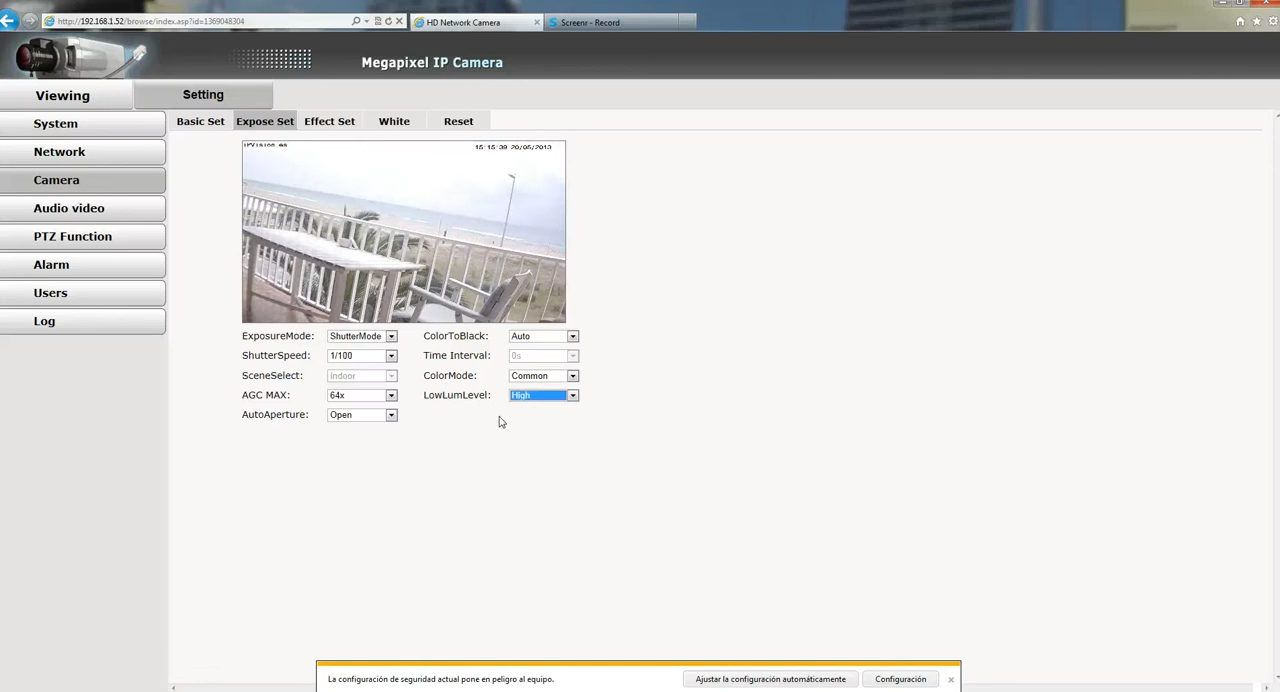 http://192.168.1.52/browse/index.asp?id=1369048304
HD Network Camera
Screenr - Record
Megapixel IP Camera
Viewing
Setting
System
Network
Camera
Audio video
PTZ Function
Alarm
Users
Log
Basic Set
Expose Set
Effect Set
White
Reset
IPVision.es
15:15:39 20/05/2013
ExposureMode: ShutterMode
ColorToBlack: Auto
ShutterSpeed: 1/100
Time Interval: 0s
SceneSelect: Indoor
ColorMode: Common
AGC MAX: 64x
LowLumLevel: High
AutoAperture: Open
La configuración de seguridad actual pone en peligro al equipo.
Ajustar la configuración automáticamente
Configuración